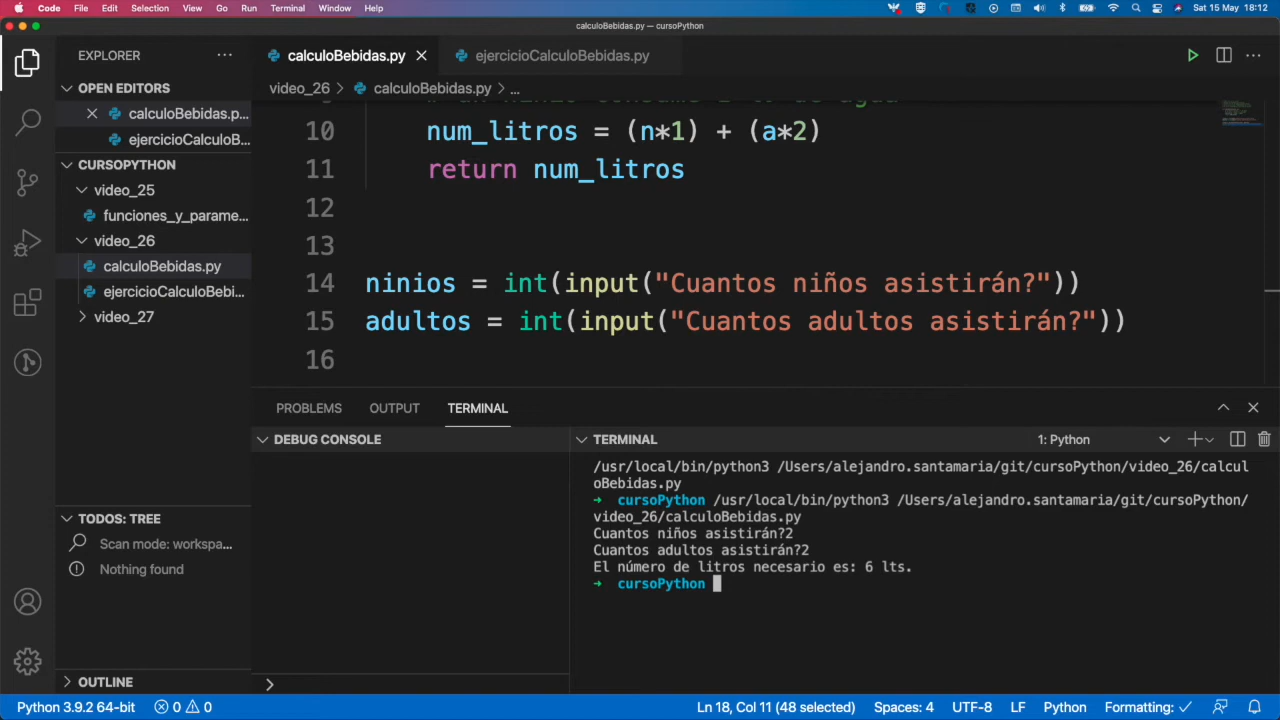 Code File Edit Selection View Go Run Terminal Window Help Sat 15 May 18:12
calculoBebidas.py — cursoPython
EXPLORER
calculoBebidas.py
ejercicioCalculoBebidas.py
OPEN EDITORS
video_26 > calculoBebidas.py > ...
calculoBebidas.p...
ejercicioCalculoB...
CURSOPYTHON
video_25
funciones_y_parame...
video_26
calculoBebidas.py
ejercicioCalculoBebi...
video_27
10 num_litros = (n*1) + (a*2)
11 return num_litros
12
13
14 ninios = int(input("Cuantos niños asistirán?"))
15 adultos = int(input("Cuantos adultos asistirán?"))
16
PROBLEMS OUTPUT TERMINAL
DEBUG CONSOLE
TERMINAL 1: Python
/usr/local/bin/python3 /Users/alejandro.santamaria/git/cursoPython/video_26/calcul
oBebidas.py
→ cursoPython /usr/local/bin/python3 /Users/alejandro.santamaria/git/cursoPython/
video_26/calculoBebidas.py
Cuantos niños asistirán?2
Cuantos adultos asistirán?2
El número de litros necesario es: 6 lts.
→ cursoPython
TODOS: TREE
Scan mode: workspa...
Nothing found
OUTLINE
Python 3.9.2 64-bit 0 0 Ln 18, Col 11 (48 selected) Spaces: 4 UTF-8 LF Python Formatting: ✓